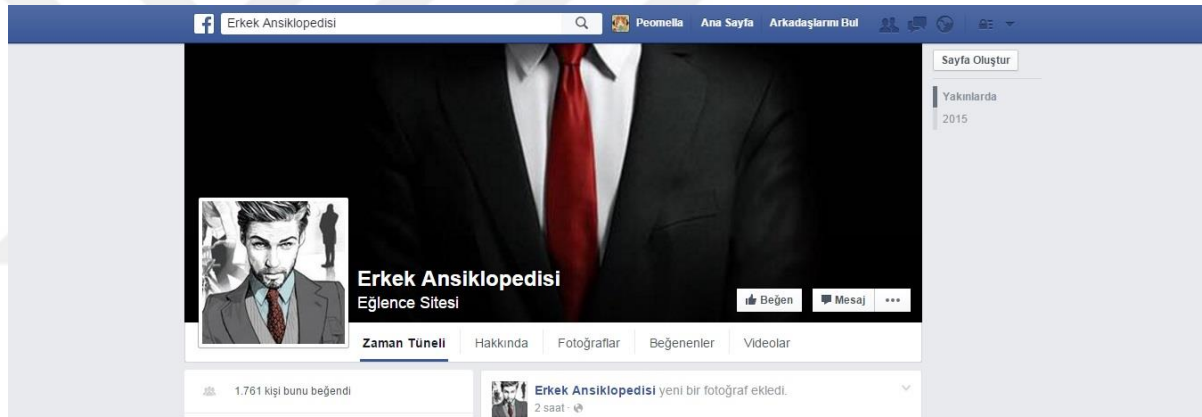 Erkek Ansiklopedisi
Peomella Ana Sayfa Arkadaşlarını Bul
Sayfa Oluştur
Yakınlarda
2015
Erkek Ansiklopedisi
Eğlence Sitesi
Beğen Mesaj
Zaman Tüneli Hakkında Fotoğraflar Beğenenler Videolar
1.761 kişi bunu beğendi
Erkek Ansiklopedisi yeni bir fotoğraf ekledi.
2 saat ·